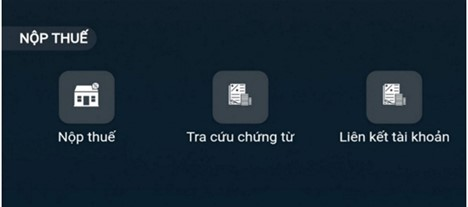 NỘP THUẾ
Nộp thuế
Tra cứu chứng từ
Liên kết tài khoản